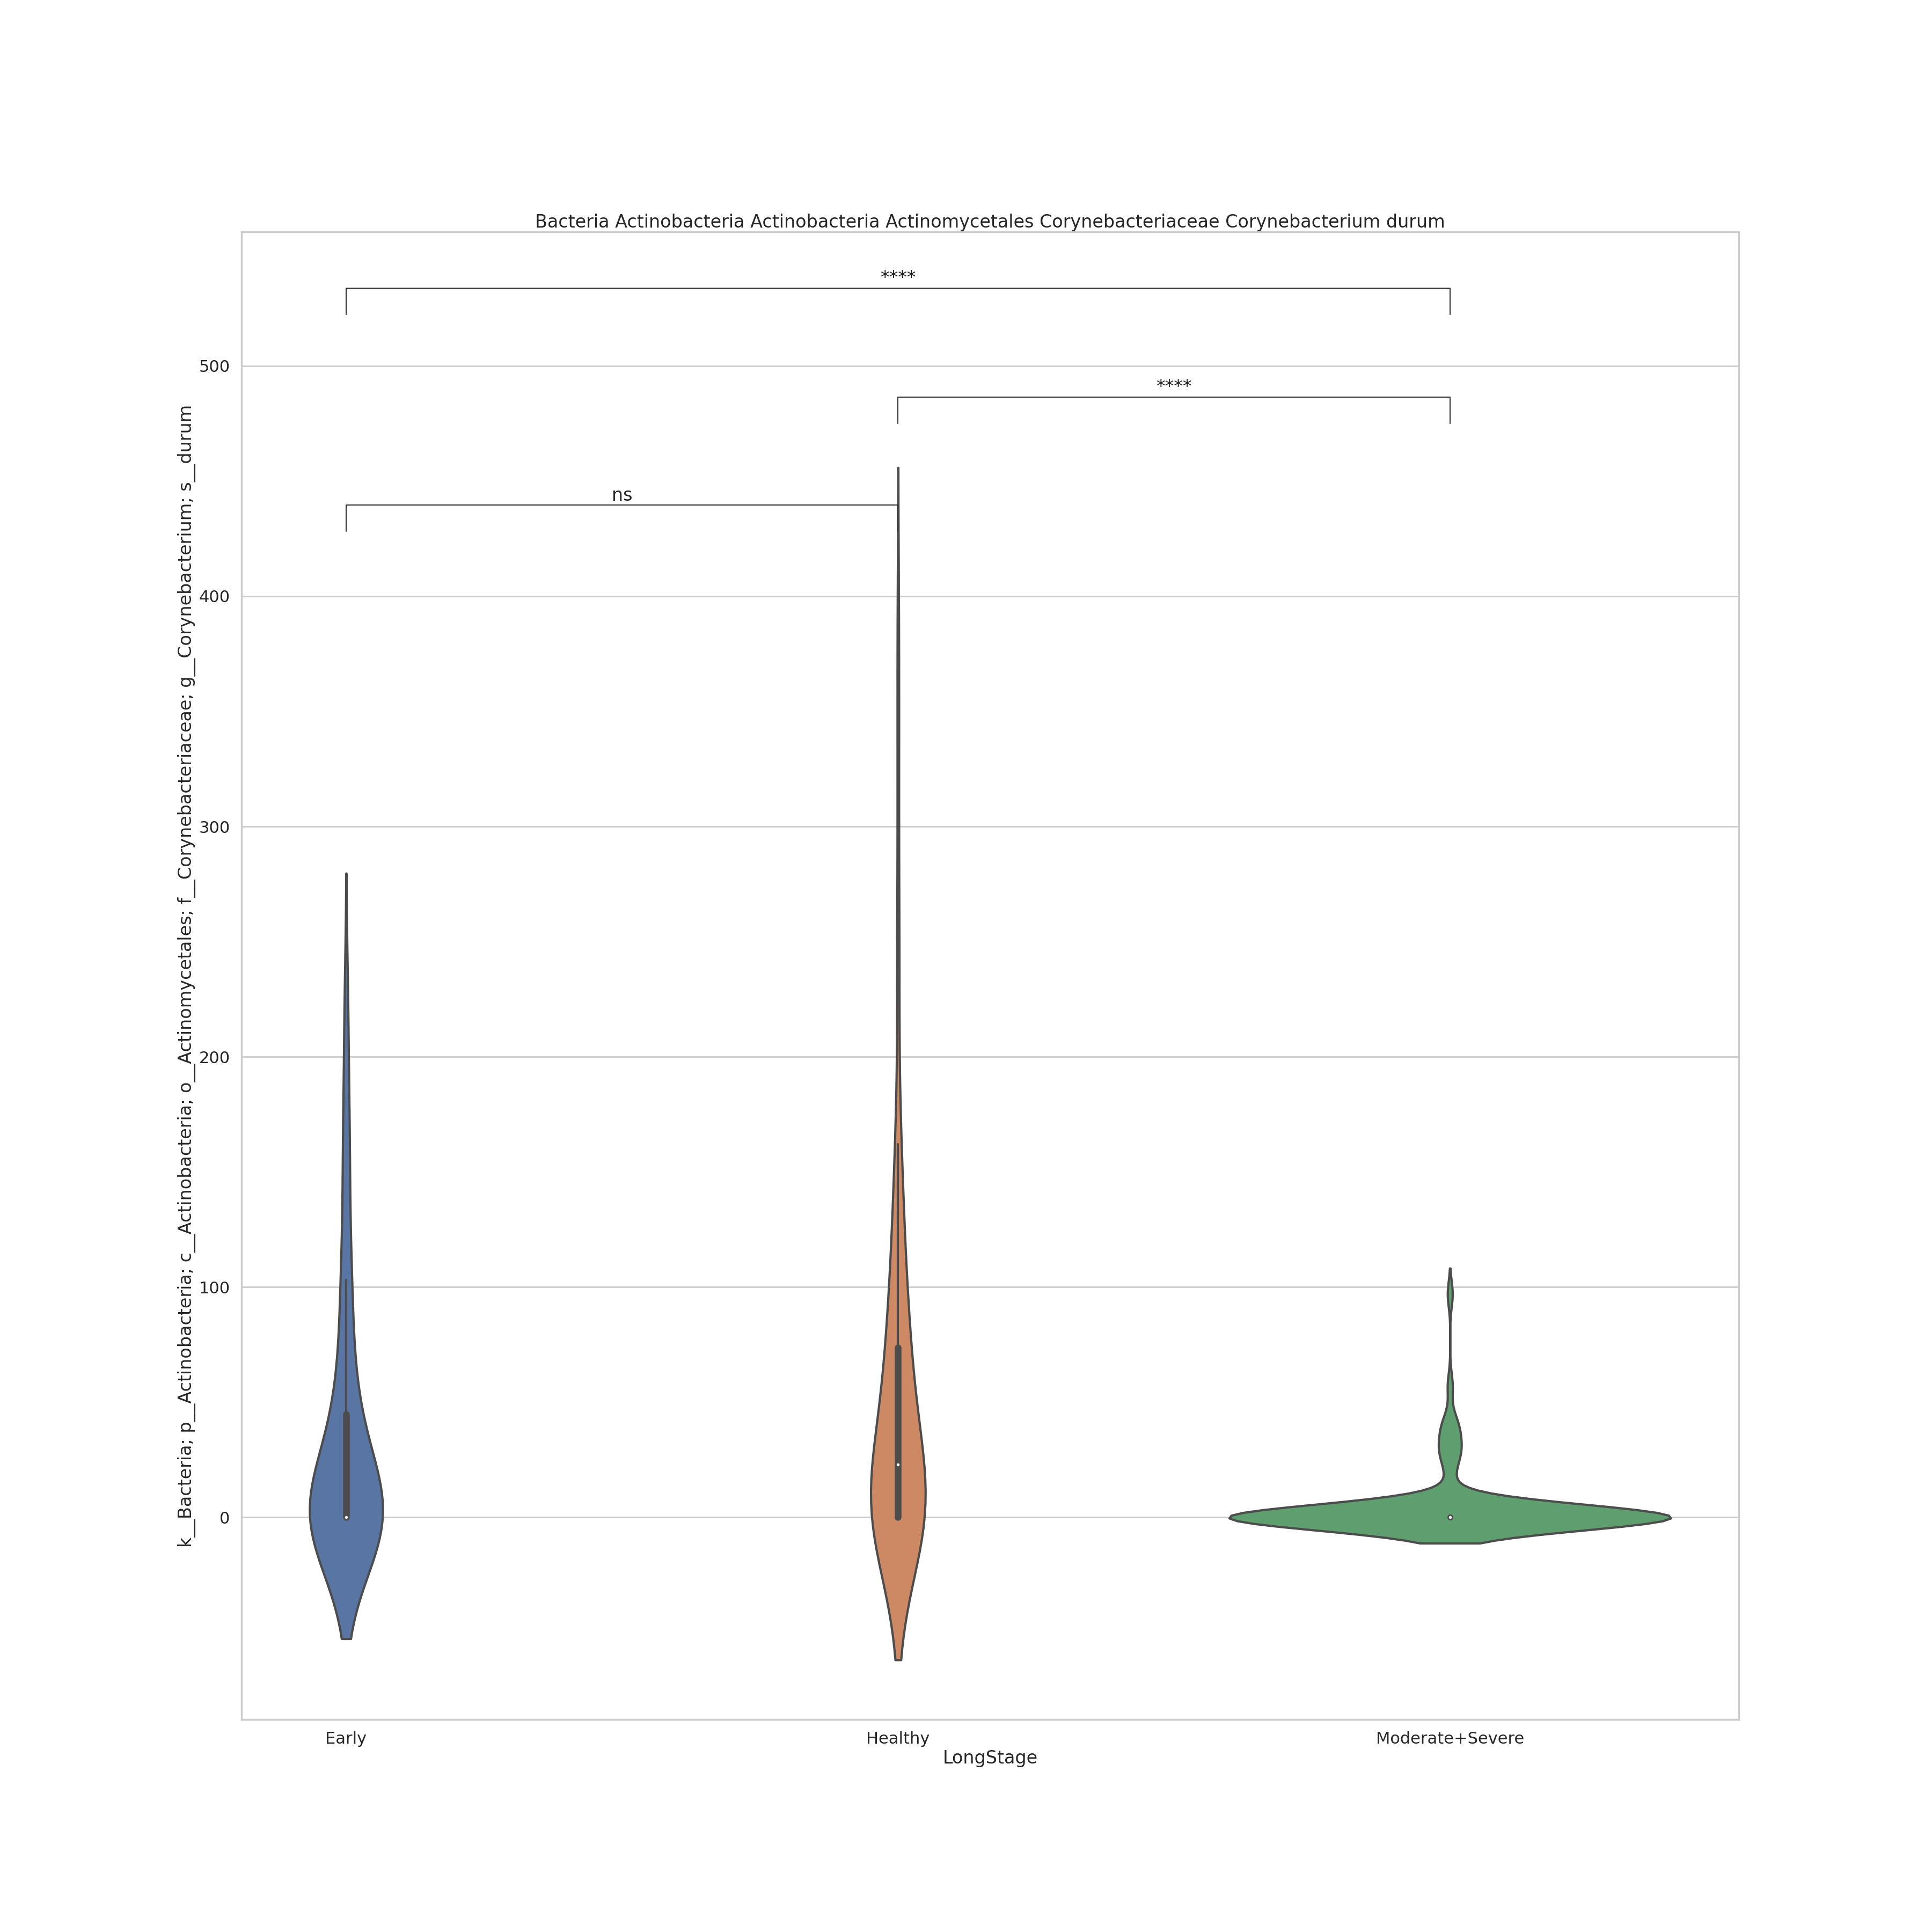 Bacteria Actinobacteria Actinobacteria Actinomycetales Corynebacteriaceae Corynebacterium durum
****
500
****
ns
400
300
200
100
0
k__Bacteria; p__Actinobacteria; c__Actinobacteria; o__Actinomycetales; f__Corynebacteriaceae; g__Corynebacterium; s__durum
Early
Healthy
Moderate+Severe
LongStage